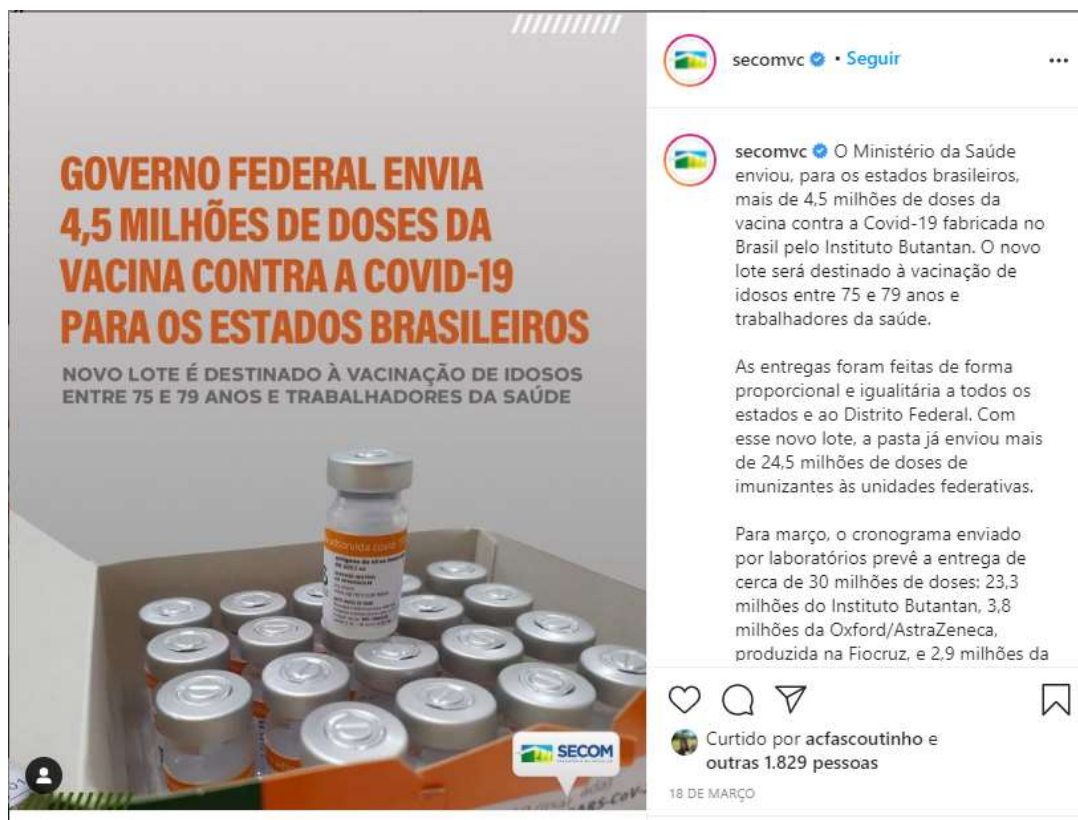 GOVERNO FEDERAL ENVIA
4,5 MILHÕES DE DOSES DA
VACINA CONTRA A COVID-19
PARA OS ESTADOS BRASILEIROS
NOVO LOTE É DESTINADO À VACINAÇÃO DE IDOSOS
ENTRE 75 E 79 ANOS E TRABALHADORES DA SAÚDE
adsorvida covid
SECOM
secomvc • Seguir
secomvc O Ministério da Saúde
enviou, para os estados brasileiros,
mais de 4,5 milhões de doses da
vacina contra a Covid-19 fabricada no
Brasil pelo Instituto Butantan. O novo
lote será destinado à vacinação de
idosos entre 75 e 79 anos e
trabalhadores da saúde.
As entregas foram feitas de forma
proporcional e igualitária a todos os
estados e ao Distrito Federal. Com
esse novo lote, a pasta já enviou mais
de 24,5 milhões de doses de
imunizantes às unidades federativas.
Para março, o cronograma enviado
por laboratórios prevê a entrega de
cerca de 30 milhões de doses: 23,3
milhões do Instituto Butantan, 3,8
milhões da Oxford/AstraZeneca,
produzida na Fiocruz, e 2,9 milhões da
Curtido por acfascoutinho e
outras 1.829 pessoas
18 DE MARÇO